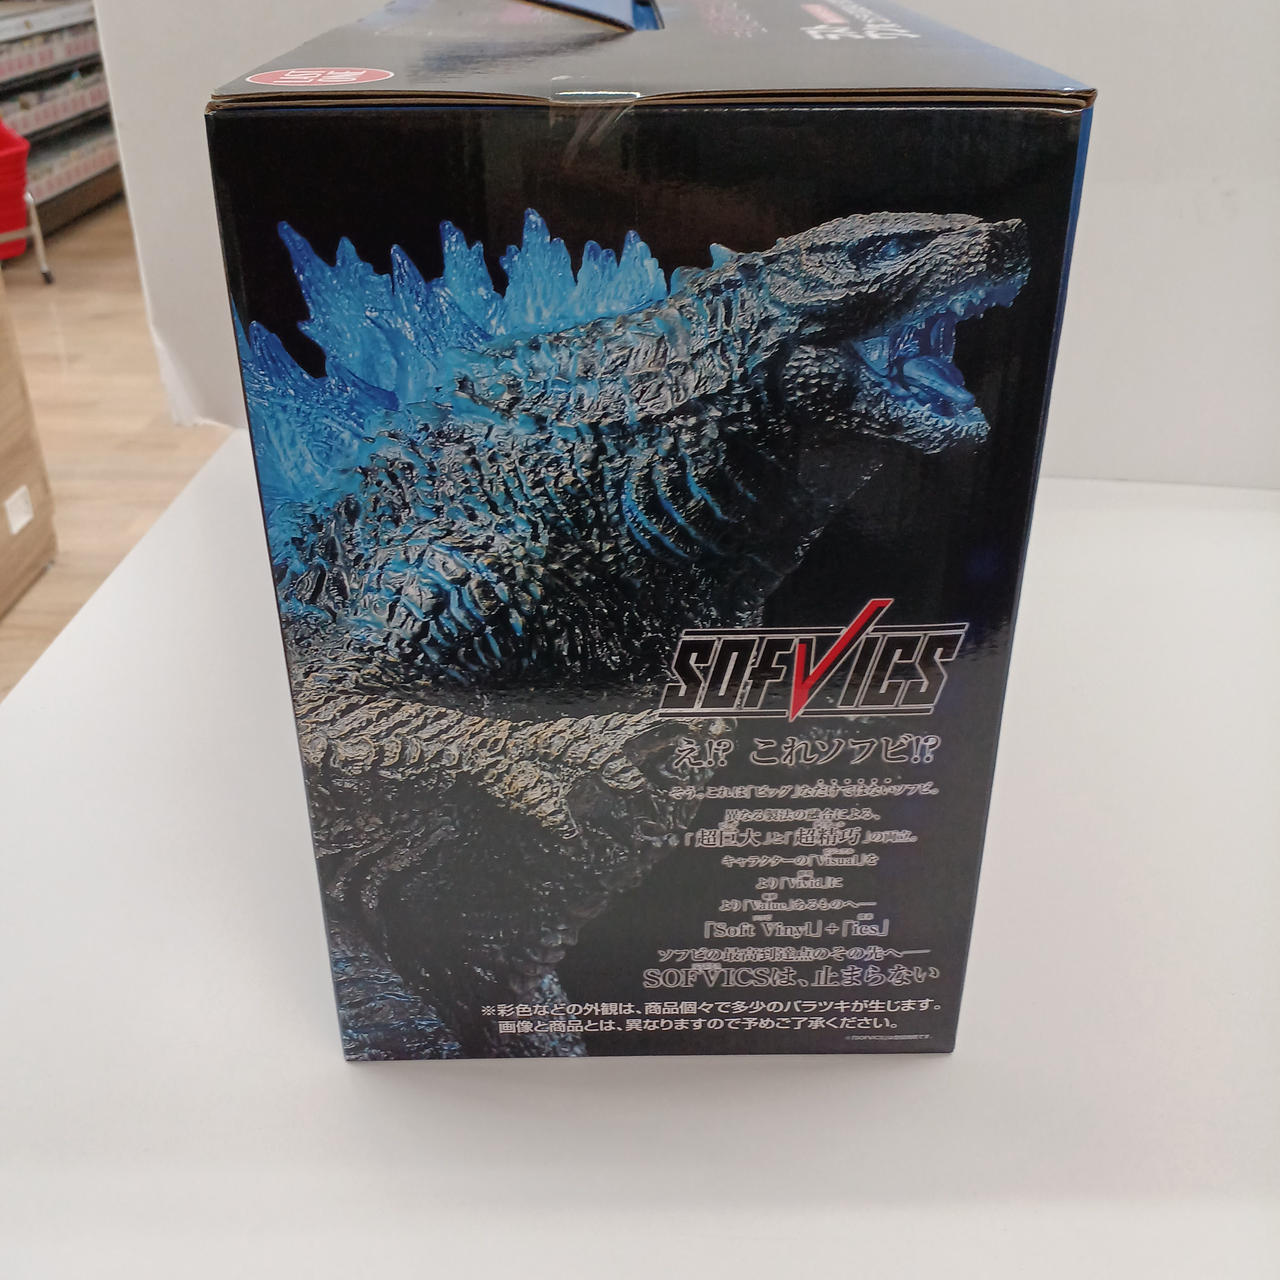 LAST ONE
SOFVICS
え!? これソフビ!?
そう。これは「ビッグ」なだけではないソフビ。
異なる製法の融合による、
「超巨大」と「超精巧」の両立。
キャラクターの「Visual」を
より「Vivid」に
より「Value」あるものへ──
「Soft Vinyl」+「ics」
ソフビの最高到達点のその先へ──
SOFVICSは、止まらない
※彩色などの外観は、商品個々で多少のバラツキが生じます。
画像と商品とは、異なりますので予めご了承ください。